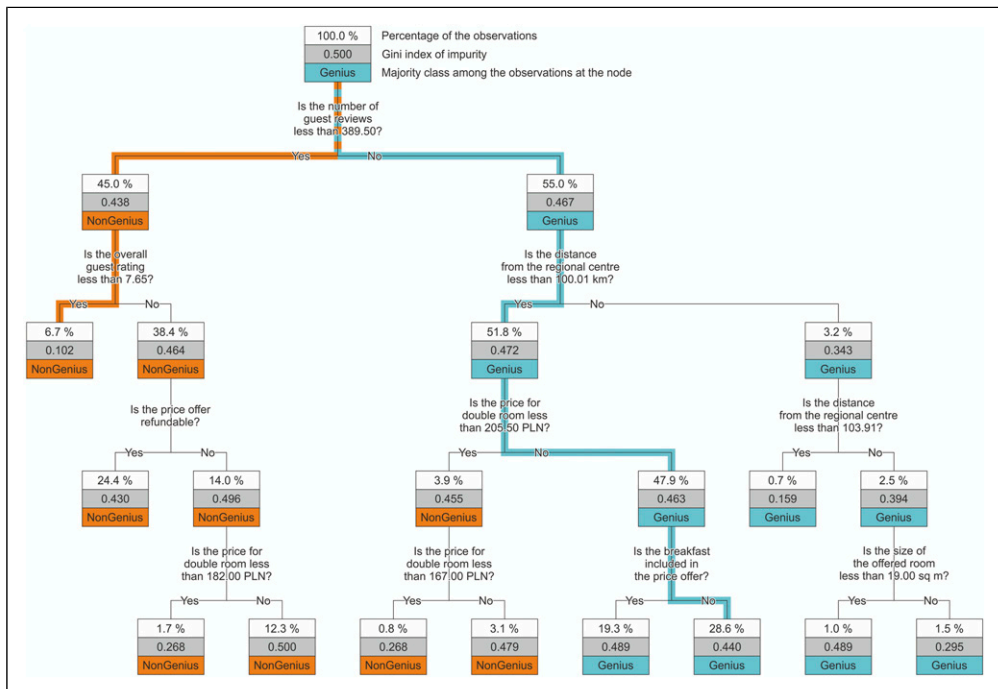 100.0 %
Percentage of the observations
0.500
Gini index of impurity
Genius
Majority class among the observations at the node
Is the number of
guest reviews
less than 389.50?
Yes
No
45.0 %
0.438
NonGenius
55.0 %
0.467
Genius
Is the overall
guest rating
less than 7.65?
Is the distance
from the regional centre
less than 100.01 km?
Yes
No
Yes
No
6.7 %
0.102
NonGenius
38.4 %
0.464
NonGenius
51.8 %
0.472
Genius
3.2 %
0.343
Genius
Is the price offer
refundable?
Is the price for
double room less
than 205.50 PLN?
Is the distance
from the regional centre
less than 103.91?
Yes
No
Yes
No
Yes
No
24.4 %
0.430
NonGenius
14.0 %
0.496
NonGenius
3.9 %
0.455
NonGenius
47.9 %
0.463
Genius
0.7 %
0.159
Genius
2.5 %
0.394
Genius
Is the price for
double room less
than 182.00 PLN?
Is the price for
double room less
than 167.00 PLN?
Is the breakfast
included in
the price offer?
Is the size of
the offered room
less than 19.00 sq m?
Yes
No
Yes
No
Yes
No
Yes
No
1.7 %
0.268
NonGenius
12.3 %
0.500
NonGenius
0.8 %
0.268
NonGenius
3.1 %
0.479
NonGenius
19.3 %
0.489
Genius
28.6 %
0.440
Genius
1.0 %
0.489
Genius
1.5 %
0.295
Genius